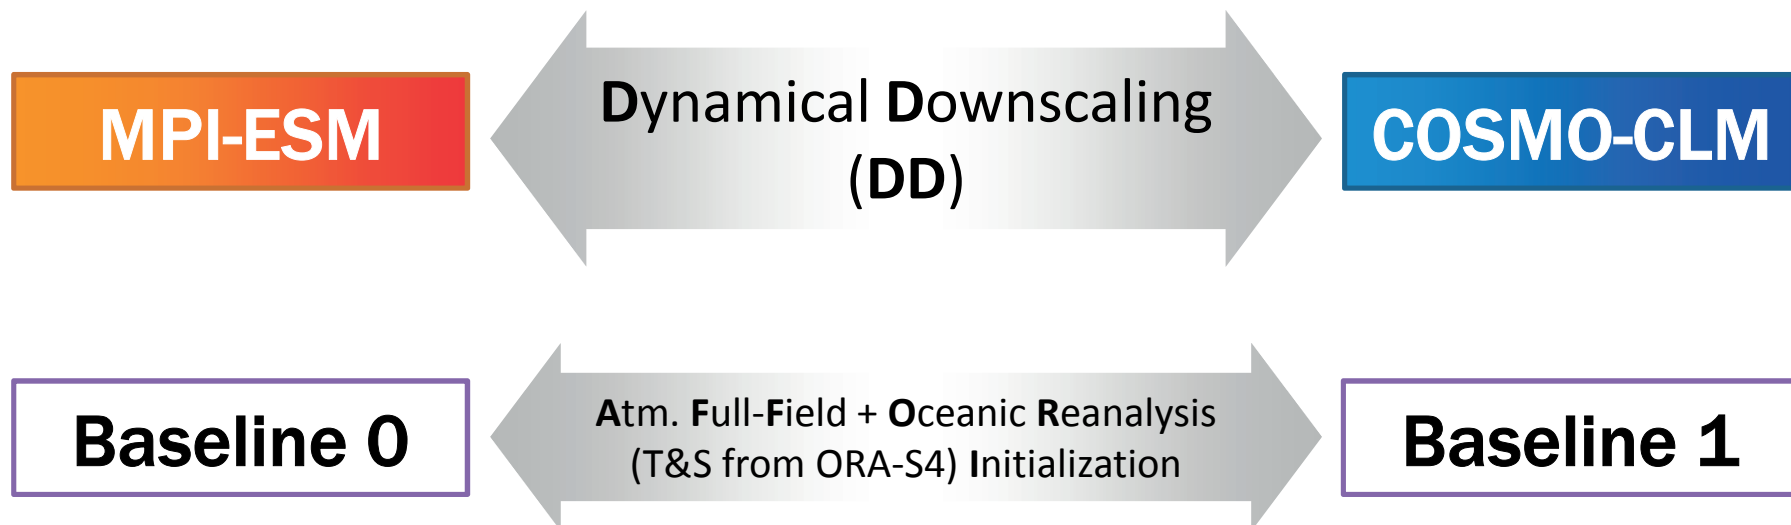 MPI-ESM
Dynamical Downscaling
(DD)
COSMO-CLM
Baseline 0
Atm. Full-Field + Oceanic Reanalysis
(T&S from ORA-S4) Initialization
Baseline 1